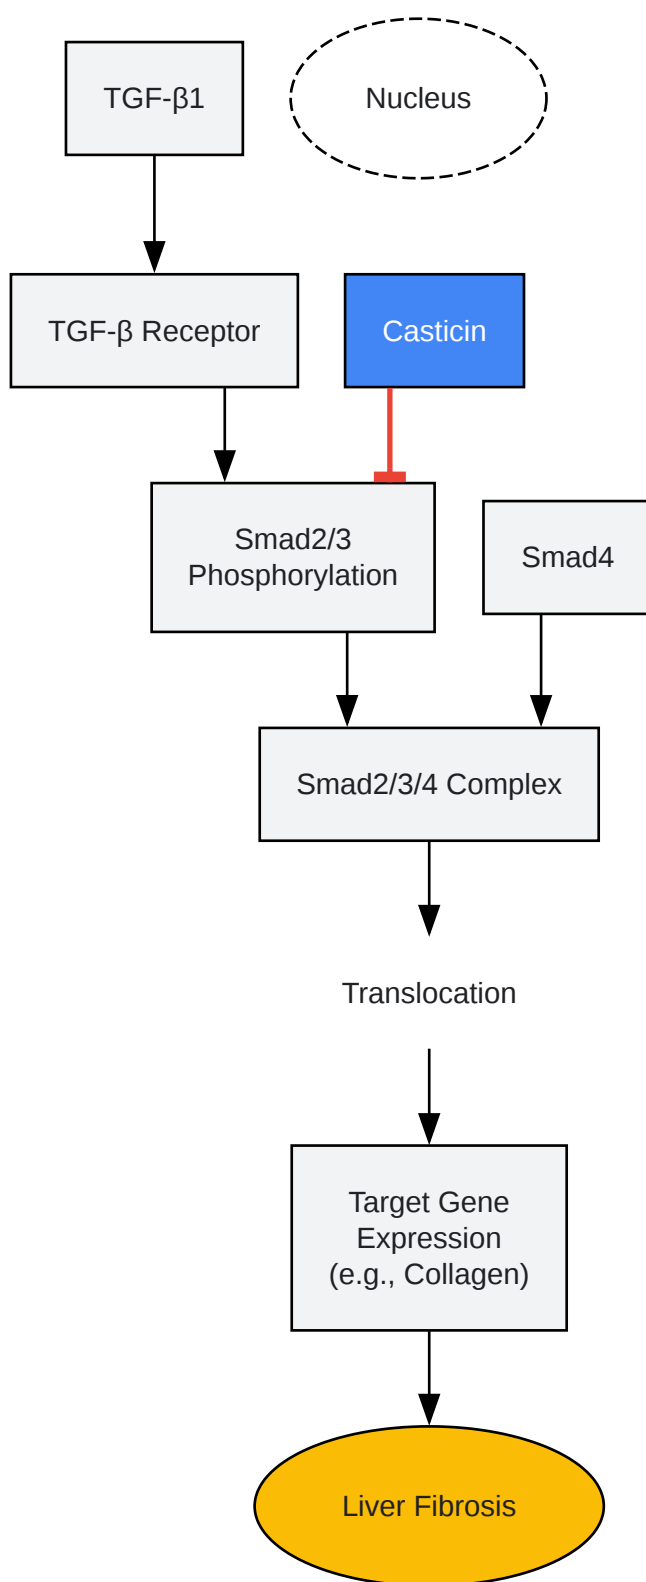 TGF-β1
Nucleus
TGF-β Receptor
Casticin
Smad2/3
Phosphorylation
Smad4
Smad2/3/4 Complex
Translocation
Target Gene
Expression
(e.g., Collagen)
Liver Fibrosis